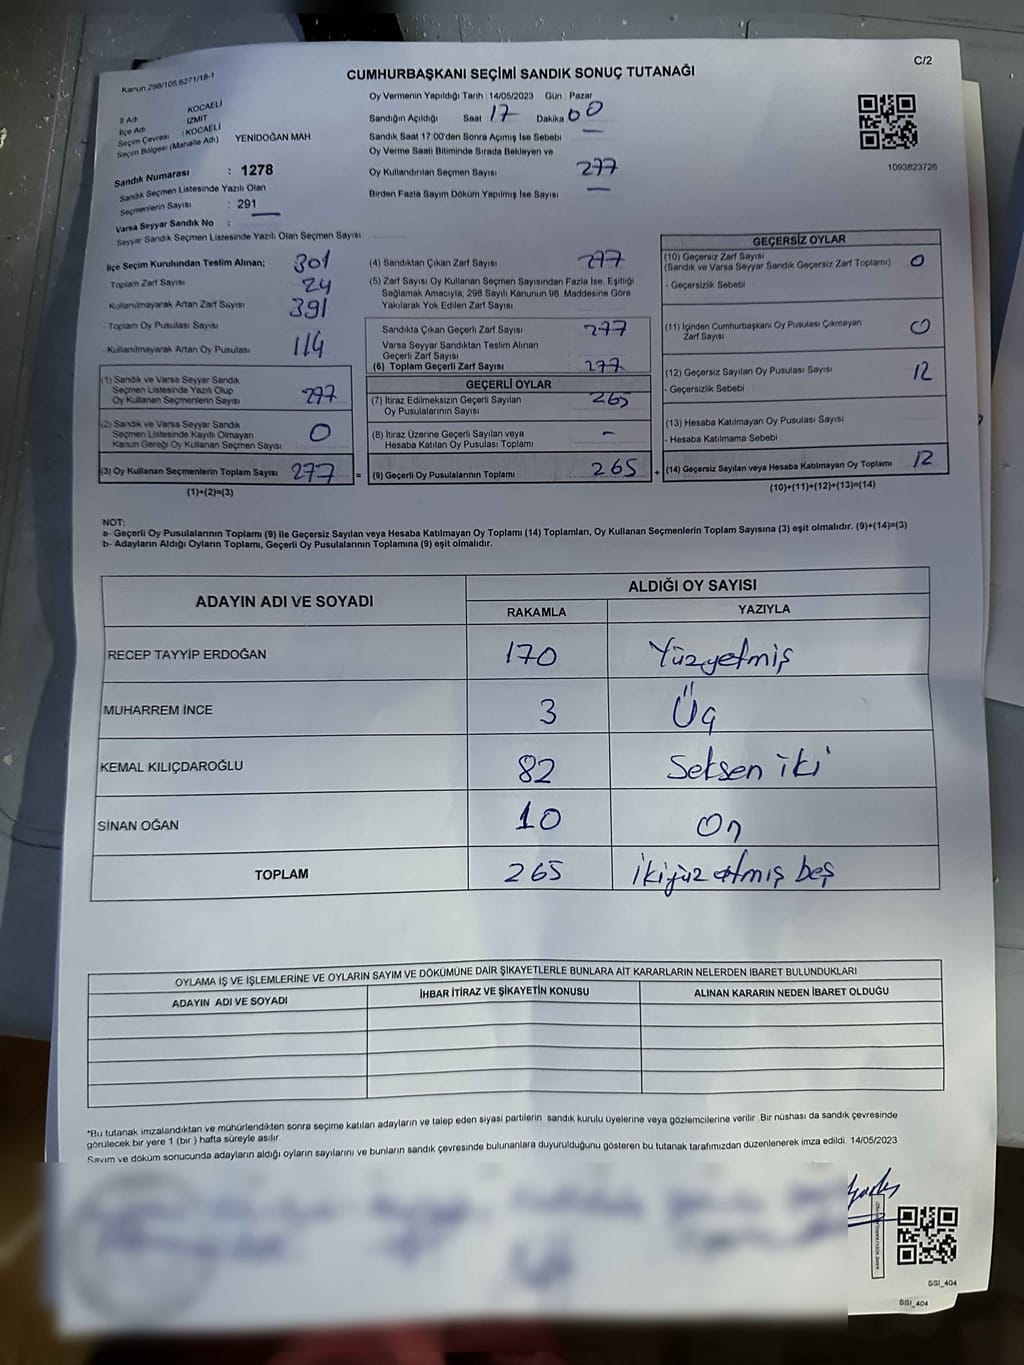 Kanun 298/105,6271/18-1
C/2
CUMHURBAŞKANI SEÇİMİ SANDIK SONUÇ TUTANAĞI
İl Adı KOCAELİ
İlçe Adı İZMİT
Seçim Çevresi : KOCAELİ
Seçim Bölgesi (Mahalle Adı) YENİDOĞAN MAH
Sandık Numarası : 1278
Sandık Seçmen Listesinde Yazılı Olan
Seçmenlerin Sayısı : 291
Varsa Seyyar Sandık No :
Seyyar Sandık Seçmen Listesinde Yazılı Olan Seçmen Sayısı
Oy Vermenin Yapıldığı Tarih : 14/05/2023 Gün : Pazar
Sandığın Açıldığı Saat 17 Dakika 00
Sandık Saat 17:00'den Sonra Açımış İse Sebebi —
Oy Verme Saati Bitiminde Sırada Bekleyen ve
Oy Kullandırılan Seçmen Sayısı 277
Birden Fazla Sayım Döküm Yapılmış İse Sayısı —
1093823726
İlçe Seçim Kurulundan Teslim Alınan;
Toplam Zarf Sayısı 301
Kullanılmayarak Artan Zarf Sayısı 24
- Toplam Oy Pusulası Sayısı 391
- Kullanılmayarak Artan Oy Pusulası 114
(1) Sandık ve Varsa Seyyar Sandık
Seçmen Listesinde Yazılı Olup
Oy Kullanan Seçmenlerin Sayısı 277
(2) Sandık ve Varsa Seyyar Sandık
Seçmen Listesinde Kayıtlı Olmayan
Kanun Gereği Oy Kullanan Seçmen Sayısı 0
(3) Oy Kullanan Seçmenlerin Toplam Sayısı 277 =
(1)+(2)=(3)
(4) Sandıktan Çıkan Zarf Sayısı 277
(5) Zarf Sayısı Oy Kullanan Seçmen Sayısından Fazla İse, Eşitliği
Sağlamak Amacıyla, 298 Sayılı Kanunun 98. Maddesine Göre
Yakılarak Yok Edilen Zarf Sayısı
Sandıkta Çıkan Geçerli Zarf Sayısı 277
Varsa Seyyar Sandıktan Teslim Alınan
Geçerli Zarf Sayısı
(6) Toplam Geçerli Zarf Sayısı 277
GEÇERLİ OYLAR
(7) İtiraz Edilmeksizin Geçerli Sayılan
Oy Pusulalarının Sayısı 265
(8) İtiraz Üzerine Geçerli Sayılan veya
Hesaba Katılan Oy Pusulası Toplamı –
(9) Geçerli Oy Pusulalarının Toplamı : 265 +
GEÇERSİZ OYLAR
(10) Geçersiz Zarf Sayısı 0
(Sandık ve Varsa Seyyar Sandık Geçersiz Zarf Toplamı)
- Geçersizlik Sebebi
(11) İçinden Cumhurbaşkanı Oy Pusulası Çıkmayan
Zarf Sayısı 0
(12) Geçersiz Sayılan Oy Pusulası Sayısı 12
- Geçersizlik Sebebi
(13) Hesaba Katılmayan Oy Pusulası Sayısı
- Hesaba Katılmama Sebebi
(14) Geçersiz Sayılan veya Hesaba Katılmayan Oy Toplamı 12
(10)+(11)+(12)+(13)=(14)
NOT:
a- Geçerli Oy Pusulalarının Toplamı (9) ile Geçersiz Sayılan veya Hesaba Katılmayan Oy Toplamı (14) Toplamları, Oy Kullanan Seçmenlerin Toplam Sayısına (3) eşit olmalıdır. (9)+(14)=(3)
b- Adayların Aldığı Oyların Toplamı, Geçerli Oy Pusulalarının Toplamına (9) eşit olmalıdır.
ADAYIN ADI VE SOYADI
ALDIĞI OY SAYISI
RAKAMLA YAZIYLA
RECEP TAYYİP ERDOĞAN 170 Yüzyetmiş
MUHARREM İNCE 3 Üç
KEMAL KILIÇDAROĞLU 82 Seksen iki
SİNAN OĞAN 10 On
TOPLAM 265 ikiyüz atmış beş
OYLAMA İŞ VE İŞLEMLERİNE VE OYLARIN SAYIM VE DÖKÜMÜNE DAİR ŞİKAYETLERLE BUNLARA AİT KARARLARIN NELERDEN İBARET BULUNDUKLARI
ADAYIN ADI VE SOYADI İHBAR İTİRAZ VE ŞİKAYETİN KONUSU ALINAN KARARIN NEDEN İBARET OLDUĞU
*Bu tutanak imzalandıktan ve mühürlendikten sonra seçime katılan adayların ve talep eden siyasi partilerin sandık kurulu üyelerine veya gözlemcilerine verilir .Bir nüshası da sandık çevresinde
görülecek bir yere 1 (bir ) hafta süreyle asılır.
Sayım ve döküm sonucunda adayların aldığı oyların sayılarını ve bunların sandık çevresinde bulunanlara duyurulduğunu gösteren bu tutanak tarafımızdan düzenlenerek imza edildi. 14/05/2023
SSI_404
SSI_404